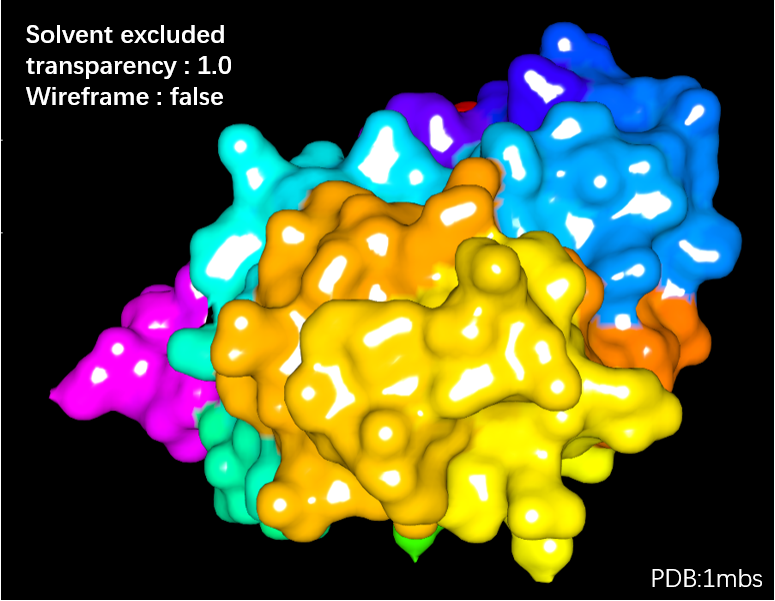 Solvent excluded
transparency : 1.0
Wireframe : false
PDB:1mbs